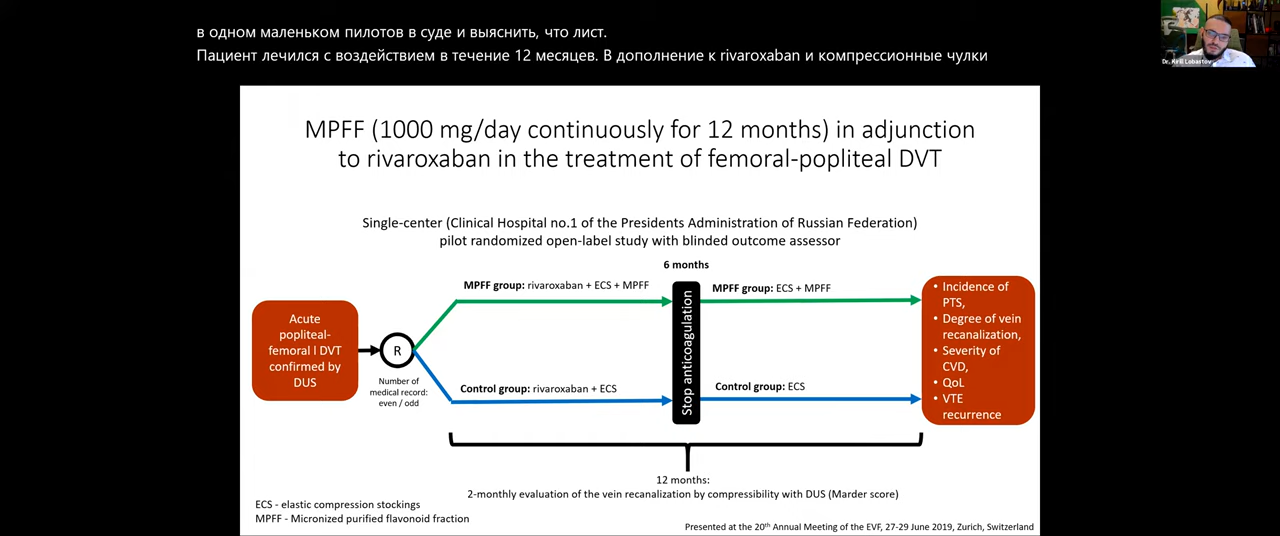 в одном маленьком пилотов в суде и выяснить, что лист.
Пациент лечился с воздействием в течение 12 месяцев. В дополнение к rivaroxaban и компрессионные чулки
Dr. Kirill Lobastov
MPFF (1000 mg/day continuously for 12 months) in adjunction
to rivaroxaban in the treatment of femoral-popliteal DVT
Single-center (Clinical Hospital no.1 of the Presidents Administration of Russian Federation)
pilot randomized open-label study with blinded outcome assessor
6 months
MPFF group: rivaroxaban + ECS + MPFF
MPFF group: ECS + MPFF
Acute
popliteal-
femoral l DVT
confirmed by
DUS
R
Number of
medical record:
even / odd
Control group: rivaroxaban + ECS
Stop anticoagulation
Control group: ECS
• Incidence of
PTS,
• Degree of vein
recanalization,
• Severity of
CVD,
• QoL
• VTE
recurrence
12 months:
2-monthly evaluation of the vein recanalization by compressibility with DUS (Marder score)
ECS - elastic compression stockings
MPFF - Micronized purified flavonoid fraction
Presented at the 20th Annual Meeting of the EVF, 27-29 June 2019, Zurich, Switzerland